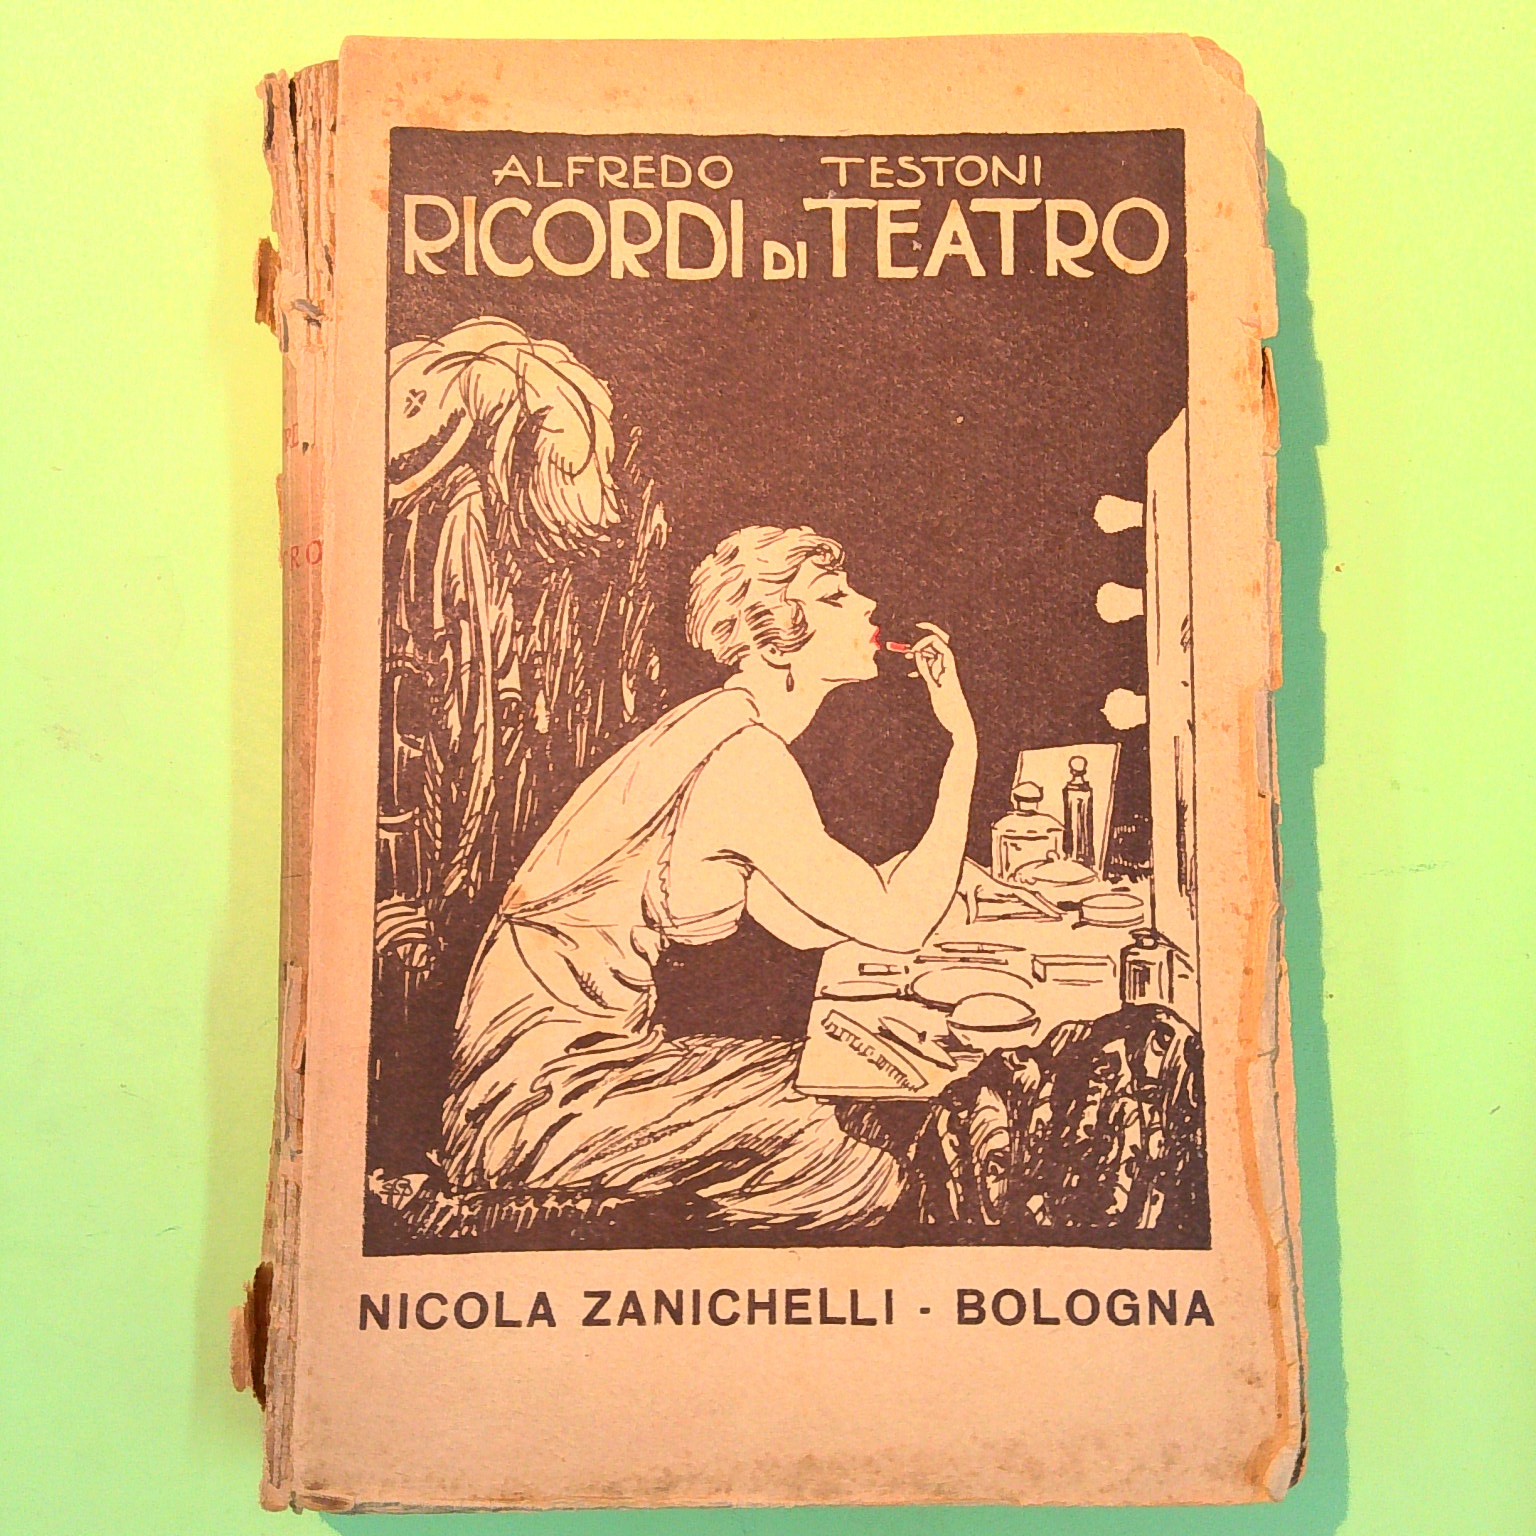 ALFREDO TESTONI
RICORDI DI TEATRO
NICOLA ZANICHELLI - BOLOGNA